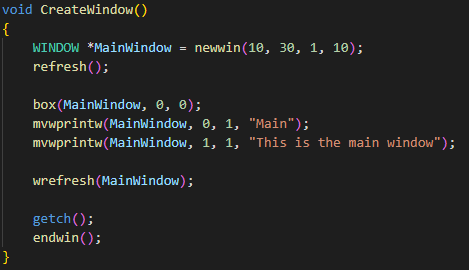 void CreateWindow()
{
    WINDOW *MainWindow = newwin(10, 30, 1, 10);
    refresh();

    box(MainWindow, 0, 0);
    mvwprintw(MainWindow, 0, 1, "Main");
    mvwprintw(MainWindow, 1, 1, "This is the main window");

    wrefresh(MainWindow);

    getch();
    endwin();
}